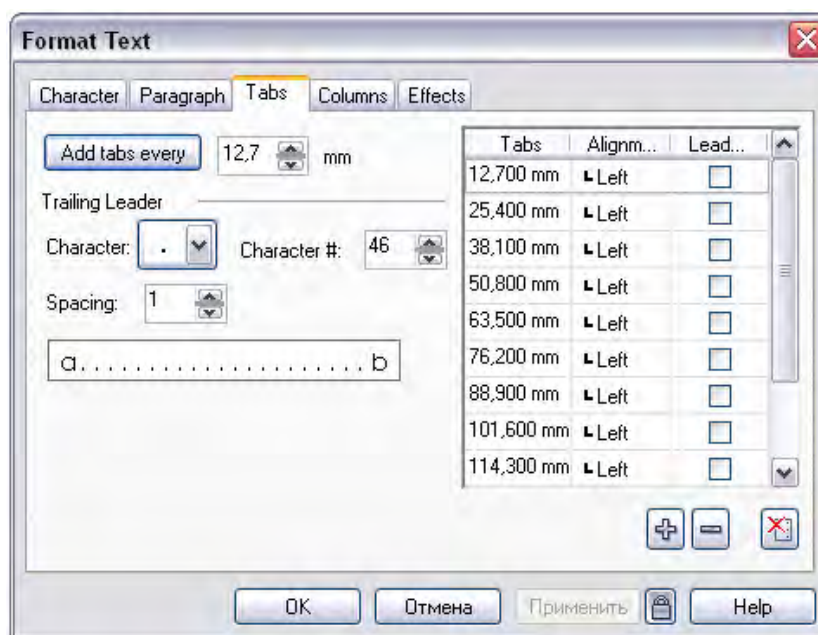 Format Text
Character Paragraph Tabs Columns Effects
Add tabs every 12,7 mm
Trailing Leader
Character: . Character #: 46
Spacing: 1
a......................b
Tabs Alignm... Lead...
12,700 mm Left
25,400 mm Left
38,100 mm Left
50,800 mm Left
63,500 mm Left
76,200 mm Left
88,900 mm Left
101,600 mm Left
114,300 mm Left
OK Отмена Применить Help